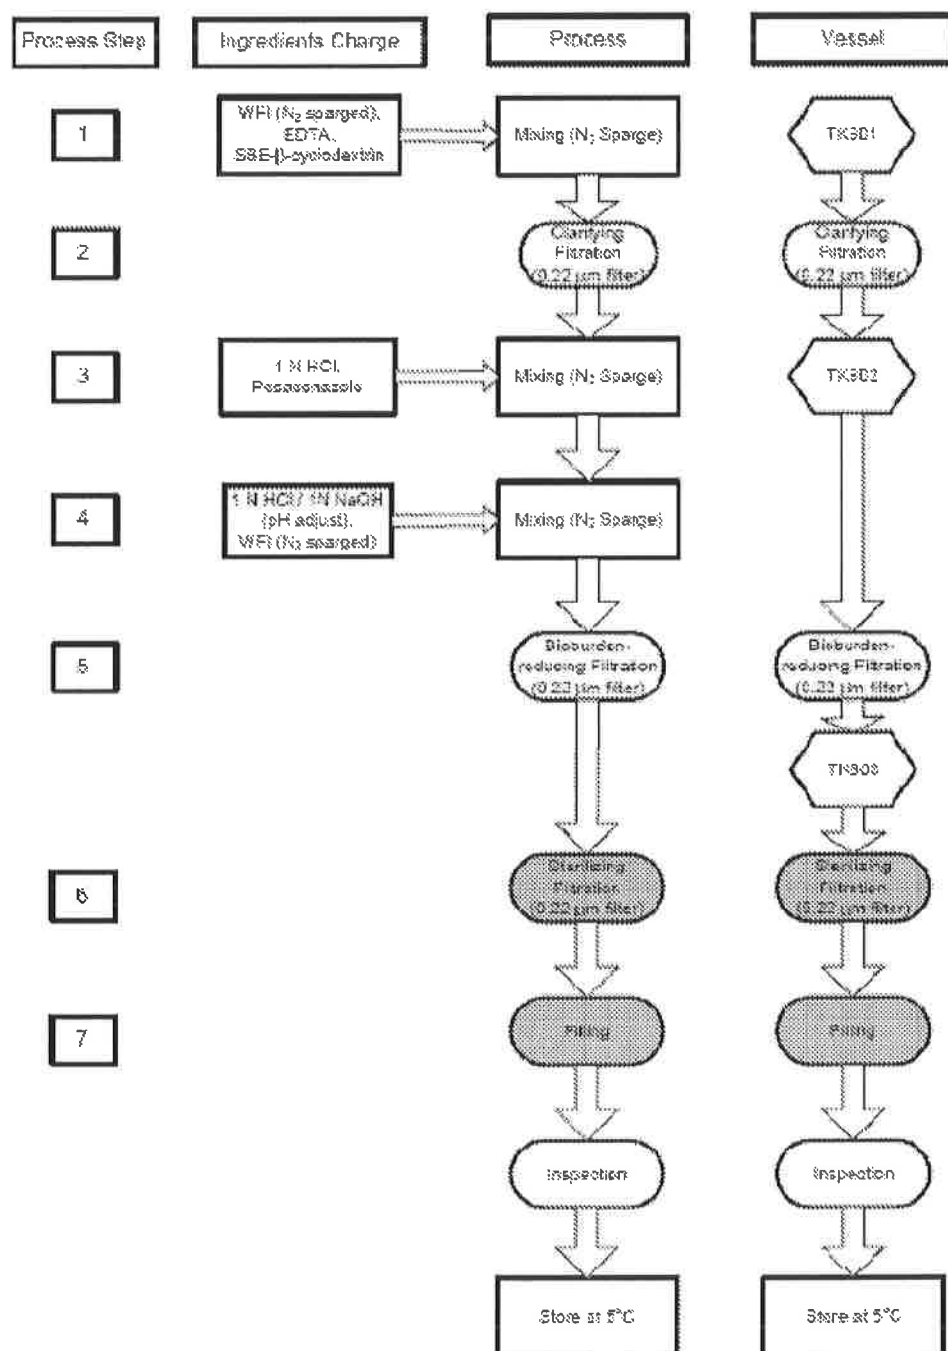 Process Step
Ingredients Charge
Process
Vessel
1
WFI (N₂ sparged),
EDTA,
SBE-β-cyclodextrin
Mixing (N₂ Sparge)
TK901
2
Clarifying
Filtration
(0.22 µm filter)
Clarifying
Filtration
(0.22 µm filter)
3
1 N HCl,
Posaconazole
Mixing (N₂ Sparge)
TK902
4
1 N HCl / 1N NaOH
(pH adjust),
WFI (N₂ sparged)
Mixing (N₂ Sparge)
5
Bioburden-
reducing Filtration
(0.22 µm filter)
Bioburden-
reducing Filtration
(0.22 µm filter)
6
Sterilizing
Filtration
(0.22 µm filter)
Sterilizing
Filtration
(0.22 µm filter)
7
Filling
Filling
Inspection
Inspection
Store at 5°C
Store at 5°C